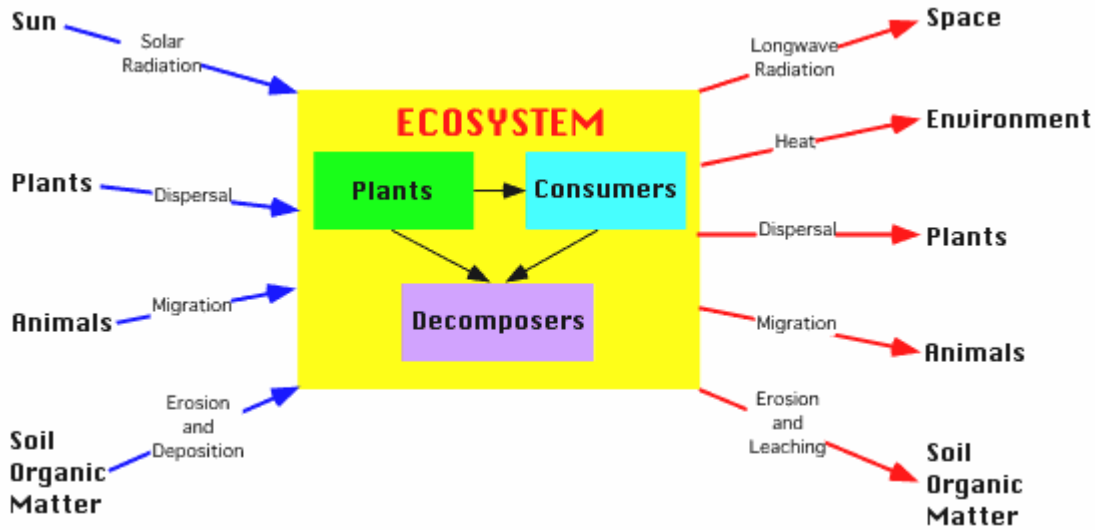 Sun
Solar
Radiation
Plants
Dispersal
Animals
Migration
Erosion
and
Deposition
Soil
Organic
Matter
ECOSYSTEM
Plants
Consumers
Decomposers
Longwave
Radiation
Space
Heat
Environment
Dispersal
Plants
Migration
Animals
Erosion
and
Leaching
Soil
Organic
Matter